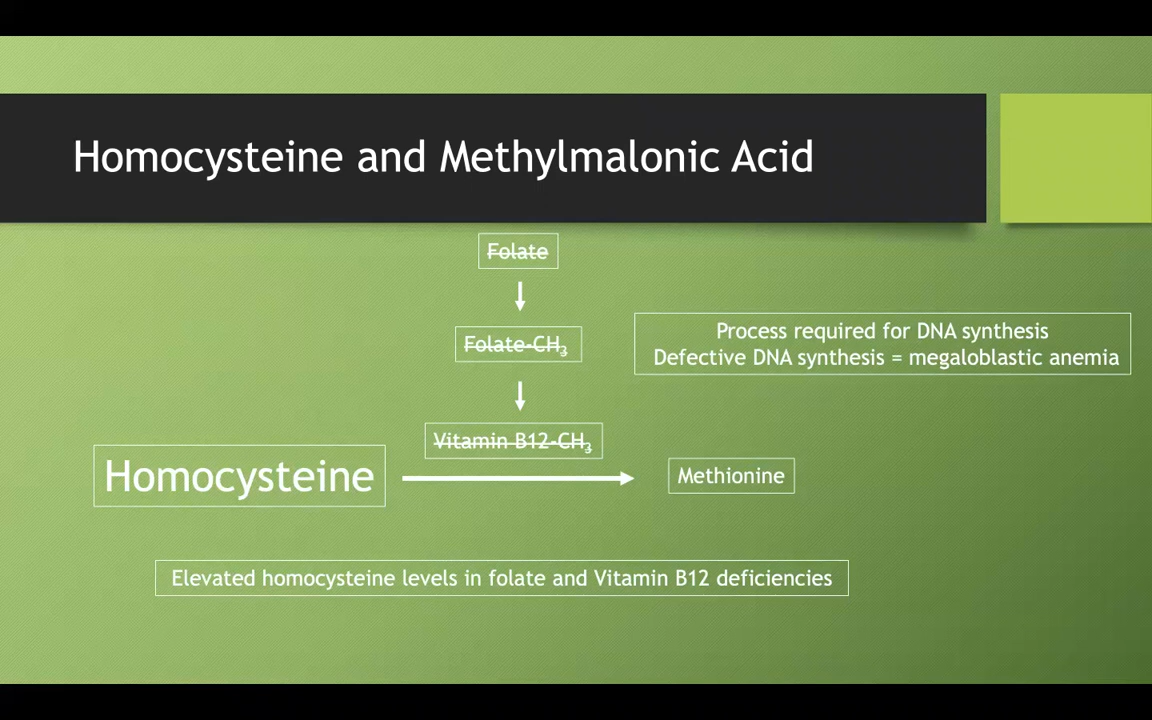 Homocysteine and Methylmalonic Acid
Folate
Folate-CH₃
Process required for DNA synthesis
Defective DNA synthesis = megaloblastic anemia
Vitamin B12-CH₃
Homocysteine
Methionine
Elevated homocysteine levels in folate and Vitamin B12 deficiencies